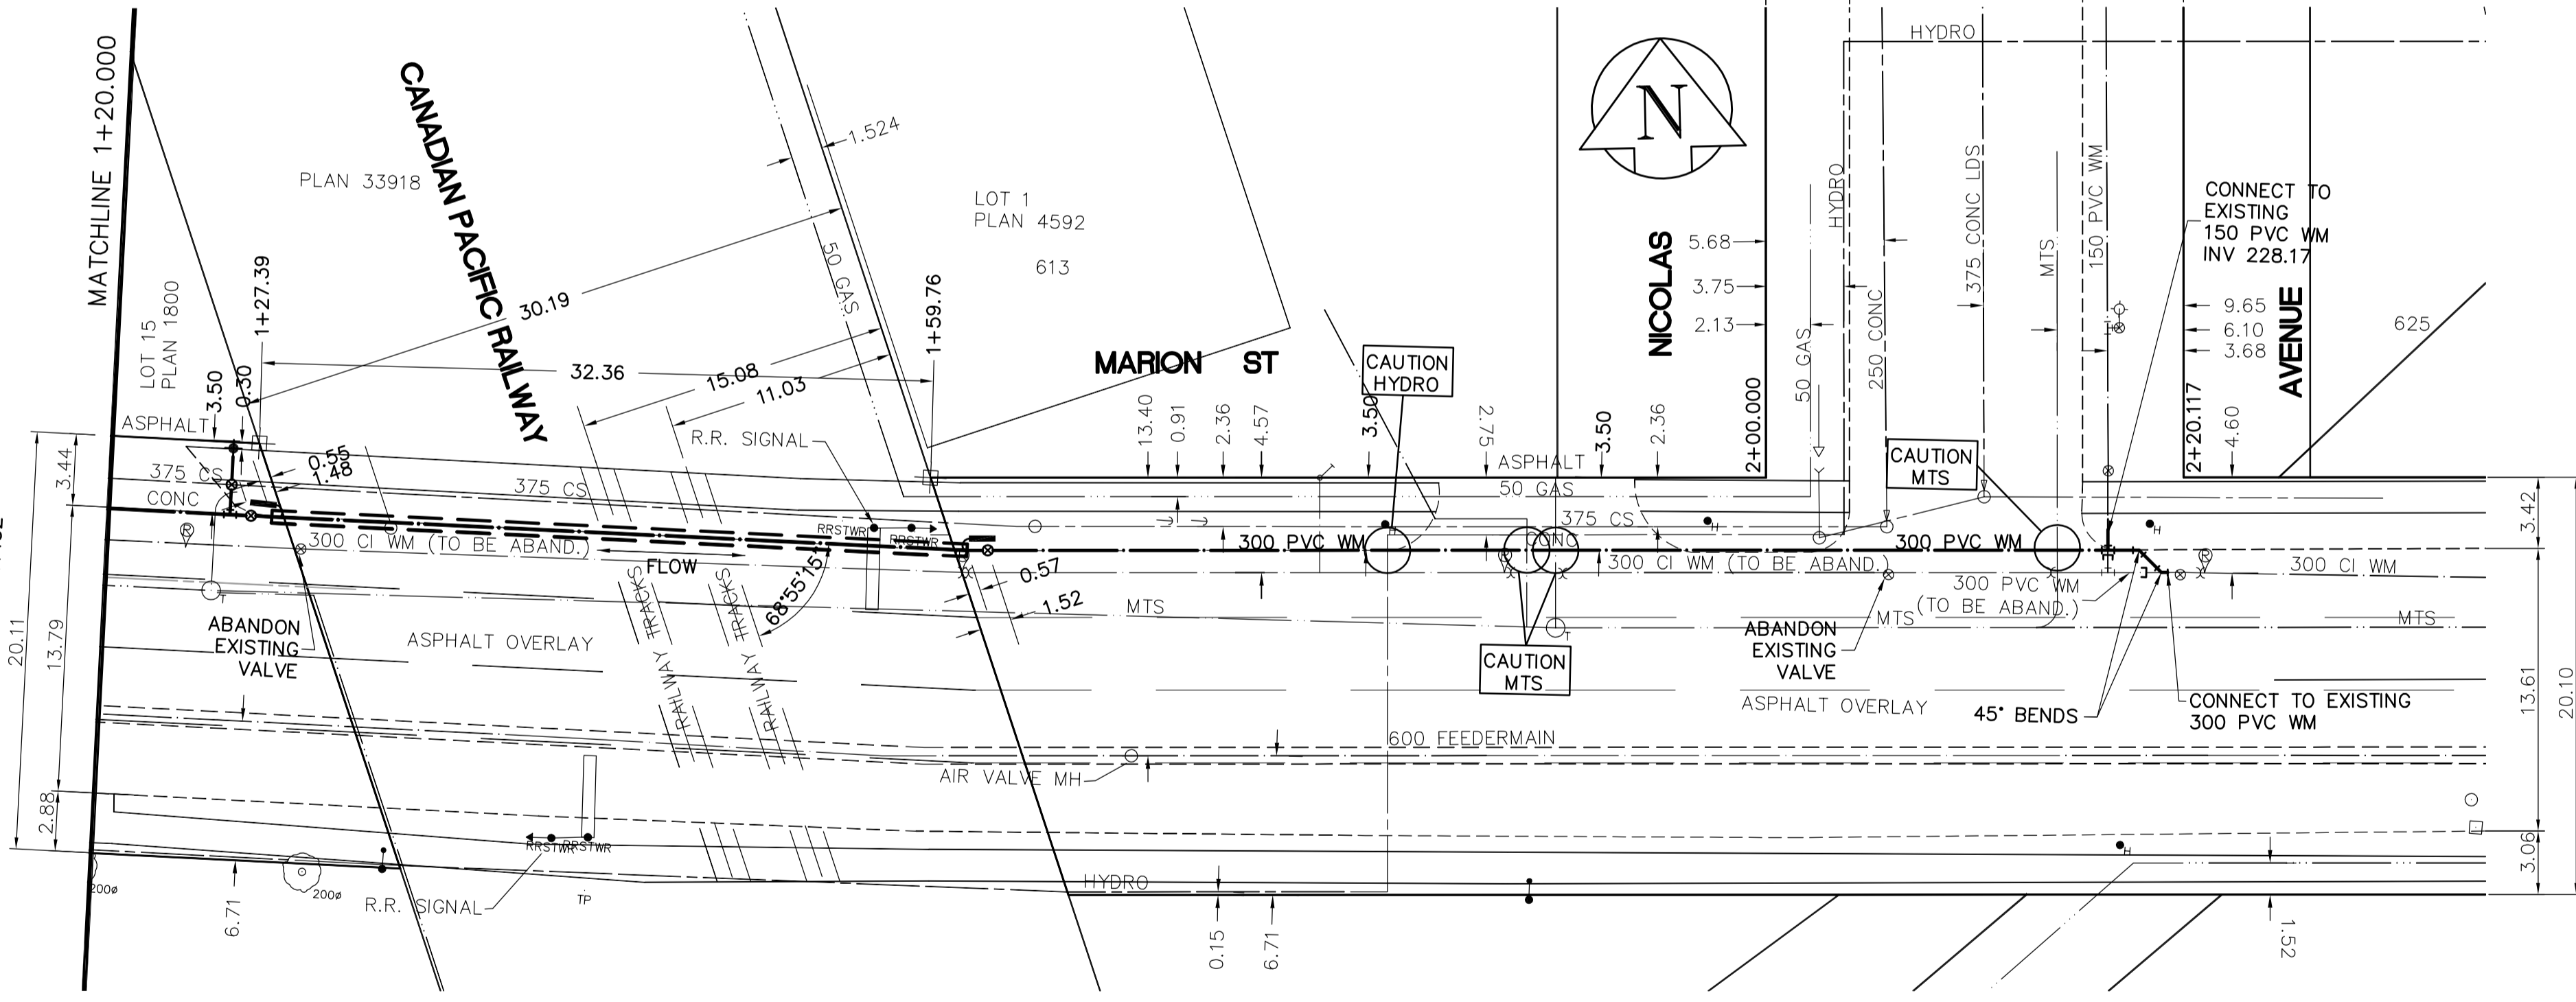 MATCHLINE 1+20.000
PLAN 33918
CANADIAN PACIFIC RAILWAY
1.524
LOT 1
PLAN 4592
613
50 GAS
30.19
LOT 15
PLAN 1800
3.50
0.30
1+27.39
32.36
15.08
11.03
1+59.76
MARION ST
N
NICOLAS
5.68
3.75
2.13
HYDRO
HYDRO
50 GAS
250 CONC
375 CONC LDS
MTS
150 PVC WM
CONNECT TO
EXISTING
150 PVC WM
INV 228.17
9.65
6.10
3.68
AVENUE
625
CAUTION
HYDRO
13.40
0.91
2.36
4.57
3.50
2.75
3.50
2.36
2+00.000
CAUTION
MTS
2+20.117
4.60
ASPHALT
R.R. SIGNAL
ASPHALT
0.55
1.48
375 CS
375 CS
CONC
50 GAS
375 CS
3.44
3.42
RRSTWR
RRSTWR
300 CI WM (TO BE ABAND.)
FLOW
300 PVC WM
H
CONC
300 CI WM (TO BE ABAND.)
H
300 PVC WM
H
300 CI WM
R
R
R
0.57
1.52
68°55'15"
T
MTS
T
300 PVC WM
(TO BE ABAND.)
MTS
MTS
ABANDON
EXISTING
VALVE
ASPHALT OVERLAY
RAILWAY TRACKS
RAILWAY TRACKS
CAUTION
MTS
ABANDON
EXISTING
VALVE
ASPHALT OVERLAY
45° BENDS
CONNECT TO EXISTING
300 PVC WM
20.11
13.79
13.61
20.10
600 FEEDERMAIN
AIR VALVE MH
2.88
3.06
RRSTWR
RRSTWR
H
HYDRO
200ø
200ø
R.R. SIGNAL
TP
6.71
0.15
6.71
1.52